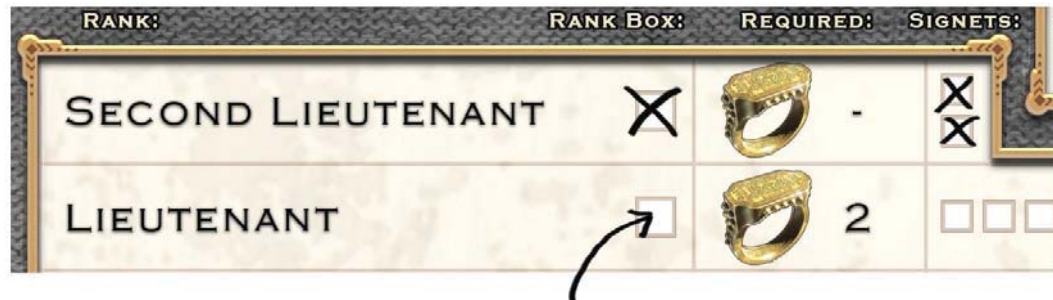 RANK: RANK BOX: REQUIRED: SIGNETS:
SECOND LIEUTENANT X - X X
LIEUTENANT 2